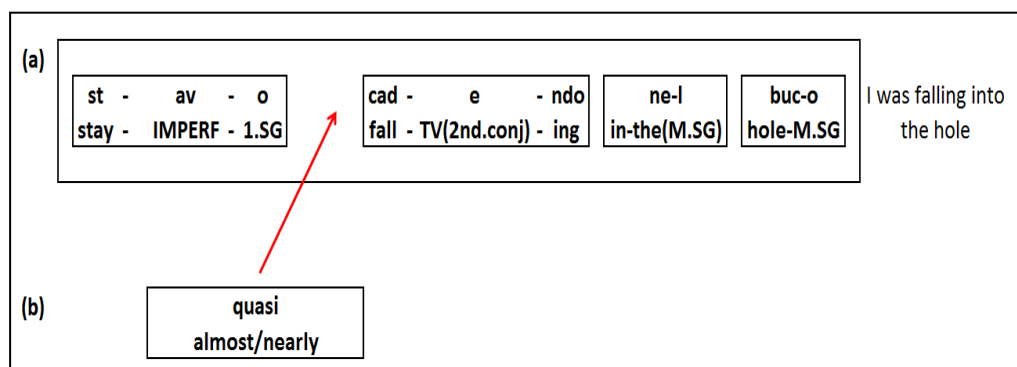 (a)
st - av - o cad - e - ndo ne-l buc-o I was falling into
stay - IMPERF - 1.SG fall - TV(2nd.conj) - ing in-the(M.SG) hole-M.SG the hole
(b)
quasi
almost/nearly